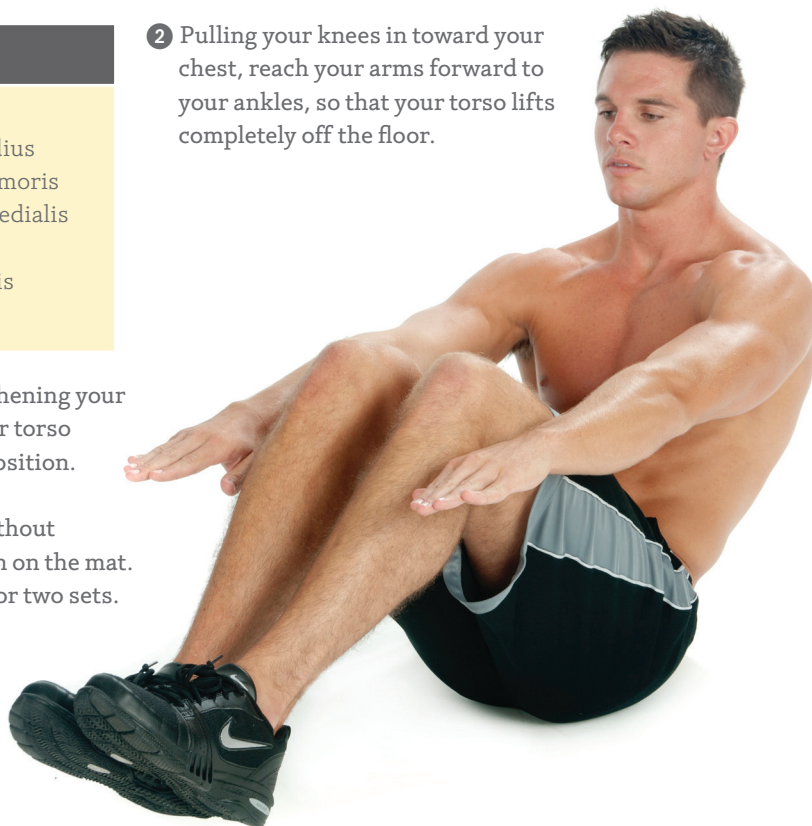 2 Pulling your knees in toward your
chest, reach your arms forward to
your ankles, so that your torso lifts
completely off the floor.
lius
moris
edialis
is
hening your
r torso
osition.
thout
n on the mat.
or two sets.